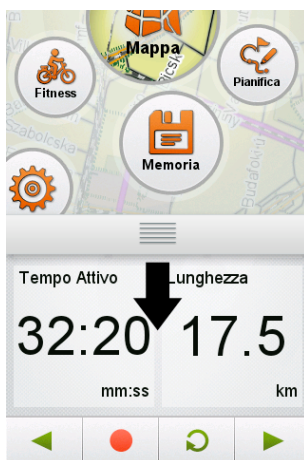 Mappa
Fitness
Pianifica
Memoria
Tempo Attivo
Lunghezza
32:20
17.5
mm:ss
km